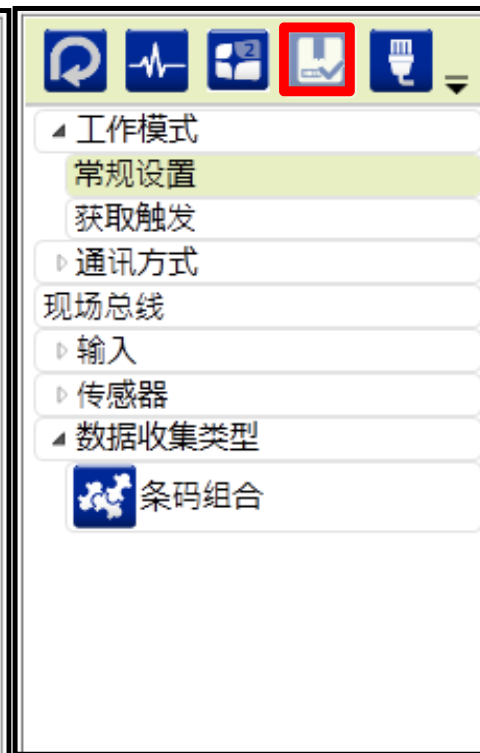 2
工作模式
常规设置
获取触发
通讯方式
现场总线
输入
传感器
数据收集类型
条码组合